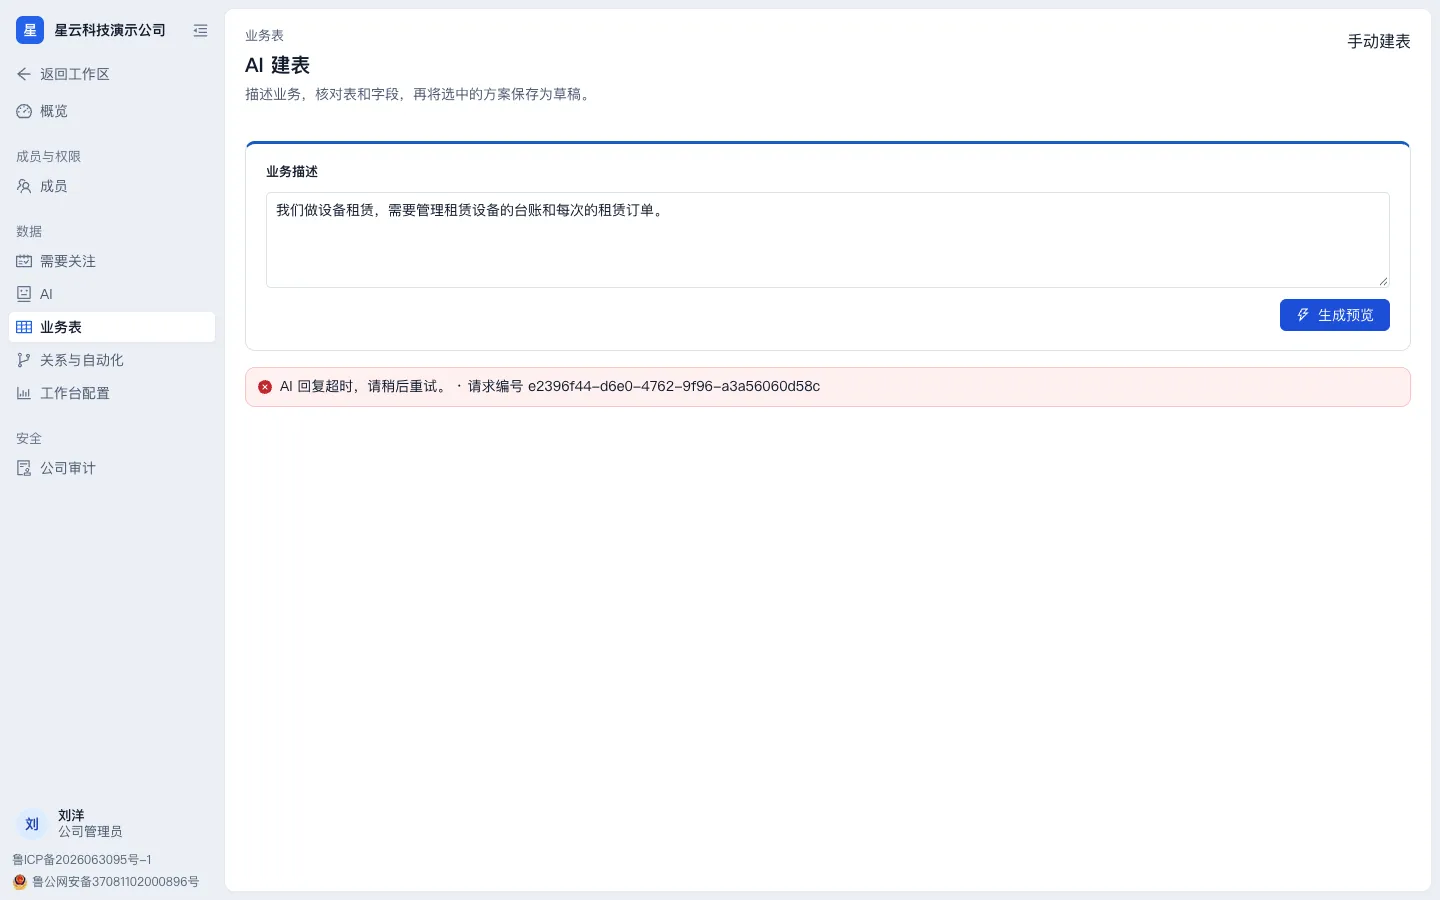 星 星云科技演示公司
返回工作区
概览
成员与权限
成员
数据
需要关注
AI
业务表
关系与自动化
工作台配置
安全
公司审计
刘
刘洋
公司管理员
鲁ICP备2026063095号-1
鲁公网安备37081102000896号
业务表
AI 建表
描述业务，核对表和字段，再将选中的方案保存为草稿。
手动建表
业务描述
我们做设备租赁，需要管理租赁设备的台账和每次的租赁订单。
生成预览
AI 回复超时，请稍后重试。 · 请求编号 e2396f44-d6e0-4762-9f96-a3a56060d58c